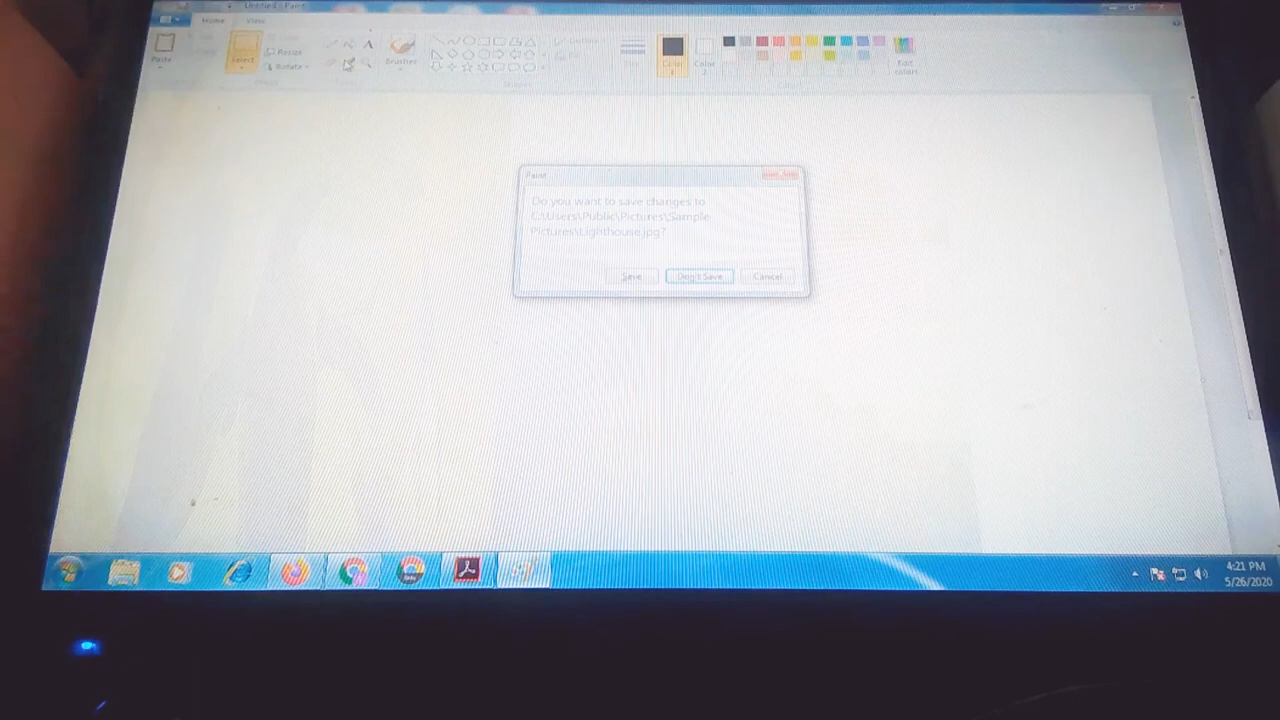 Untitled - Paint
Home View
Paste
Select
Resize
Rotate
Brushes
Shapes
Color 1
Color 2
Edit colors
Paint
Do you want to save changes to
C:\Users\Public\Pictures\Sample
Pictures\Lighthouse.jpg?
Save Don't Save Cancel
4:21 PM
5/26/2020